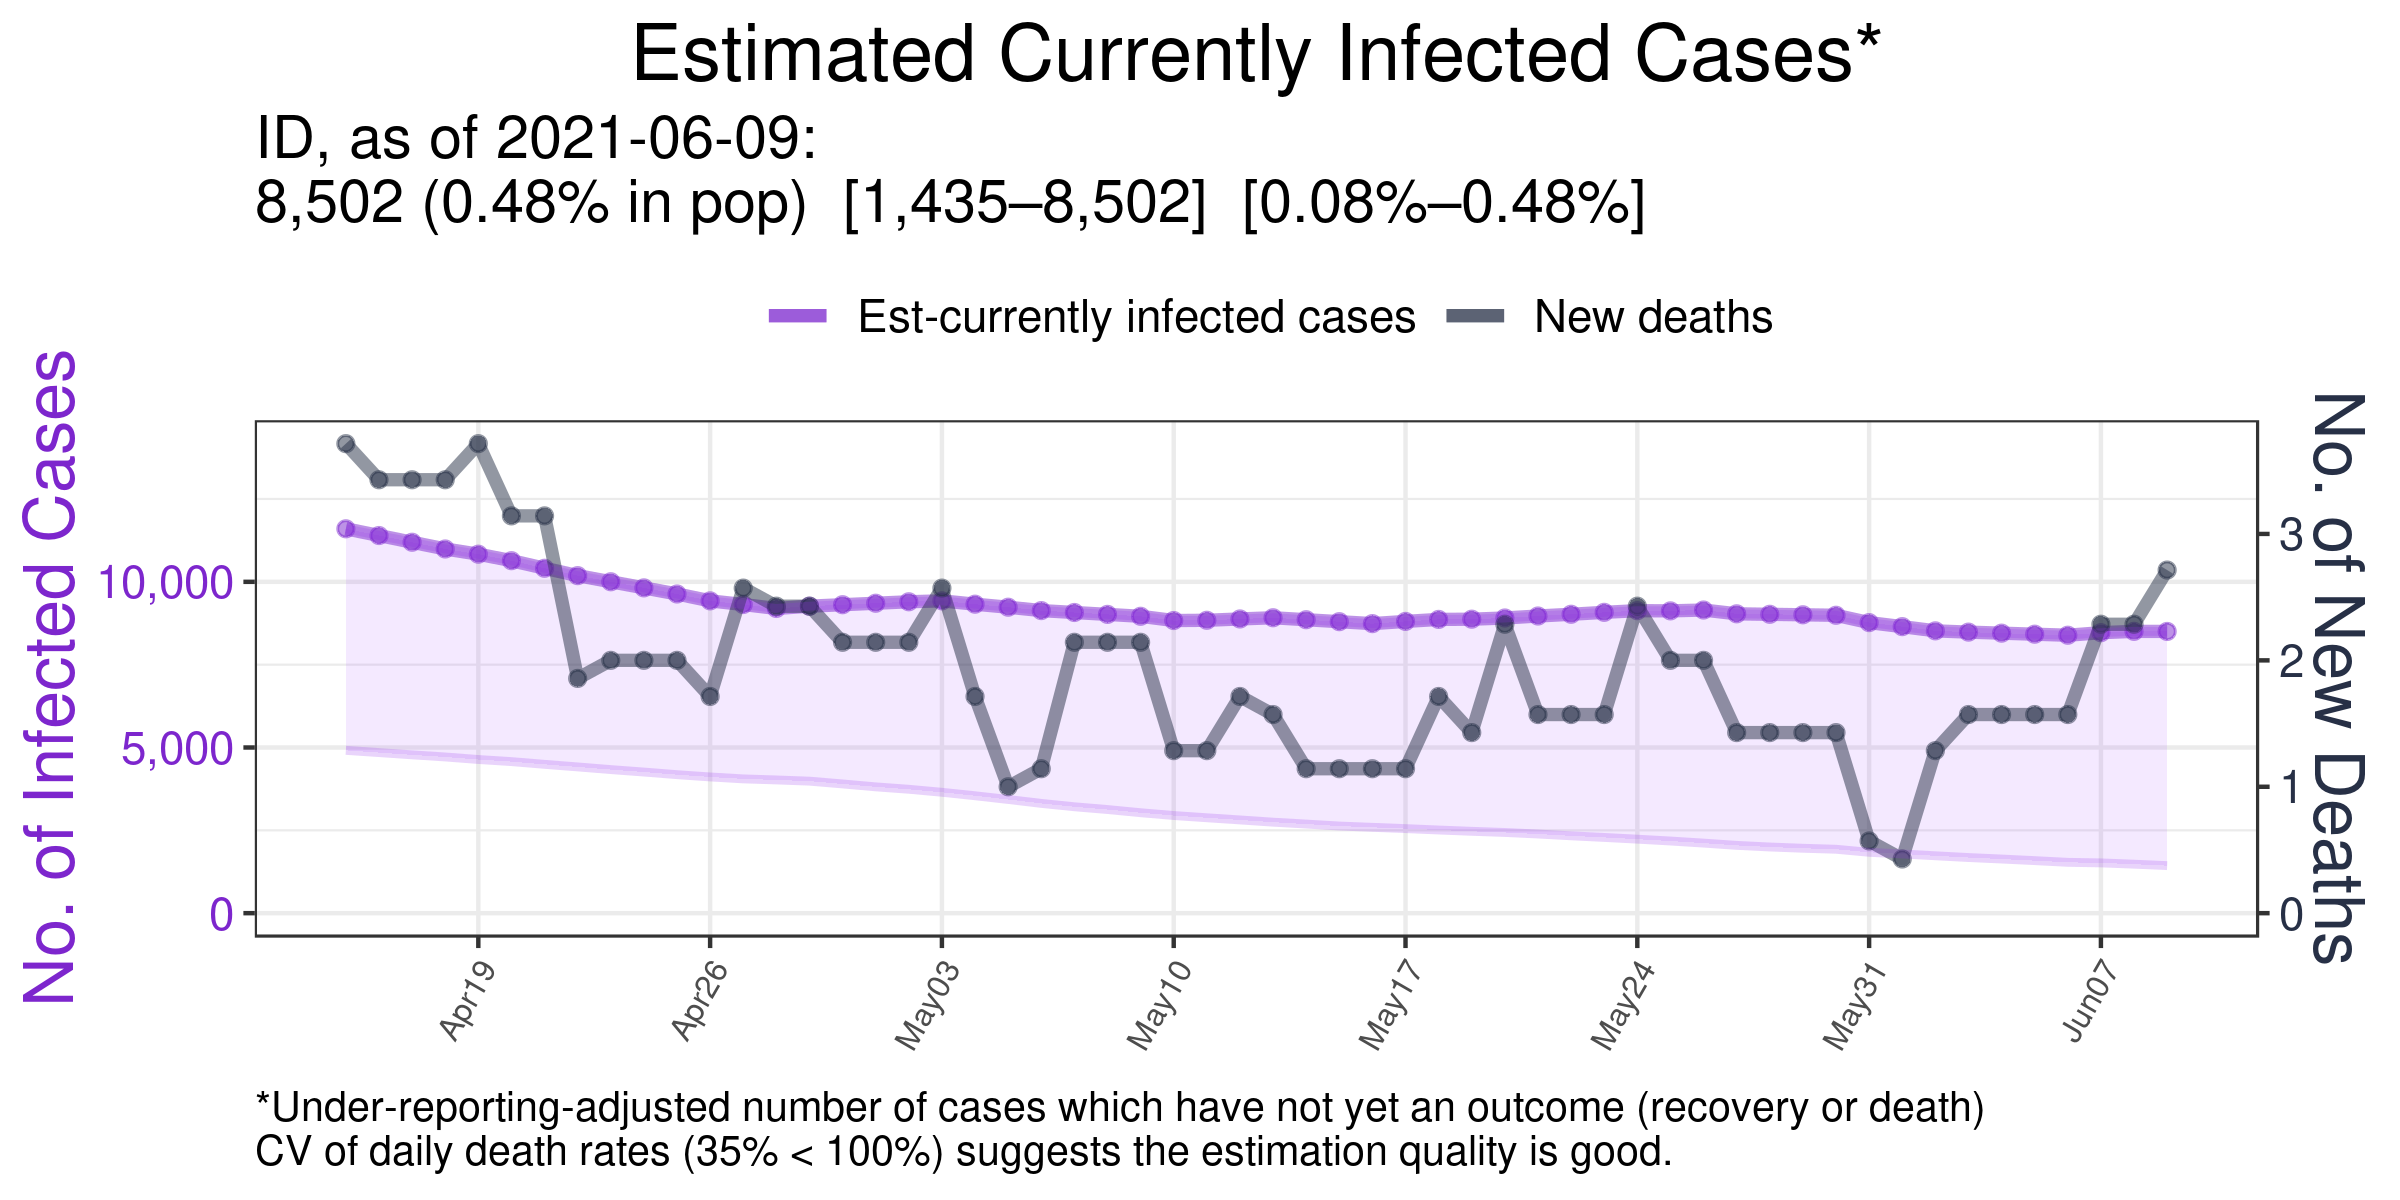 Estimated Currently Infected Cases*
ID, as of 2021-06-09:
8,502 (0.48% in pop)  [1,435–8,502]  [0.08%–0.48%]
Est-currently infected cases
New deaths
No. of Infected Cases
10,000
5,000
0
No. of New Deaths
3
2
1
0
Apr19
Apr26
May03
May10
May17
May24
May31
Jun07
*Under-reporting-adjusted number of cases which have not yet an outcome (recovery or death)
CV of daily death rates (35% < 100%) suggests the estimation quality is good.